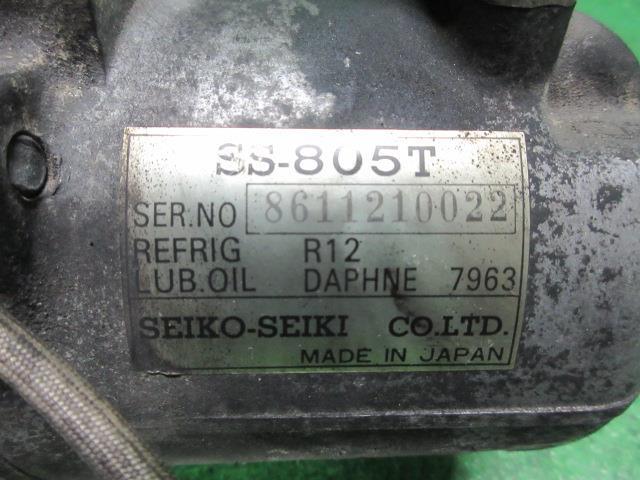 SS-805T
SER.NO 8611210022
REFRIG R12
LUB.OIL DAPHNE 7963
SEIKO-SEIKI CO.LTD.
MADE IN JAPAN